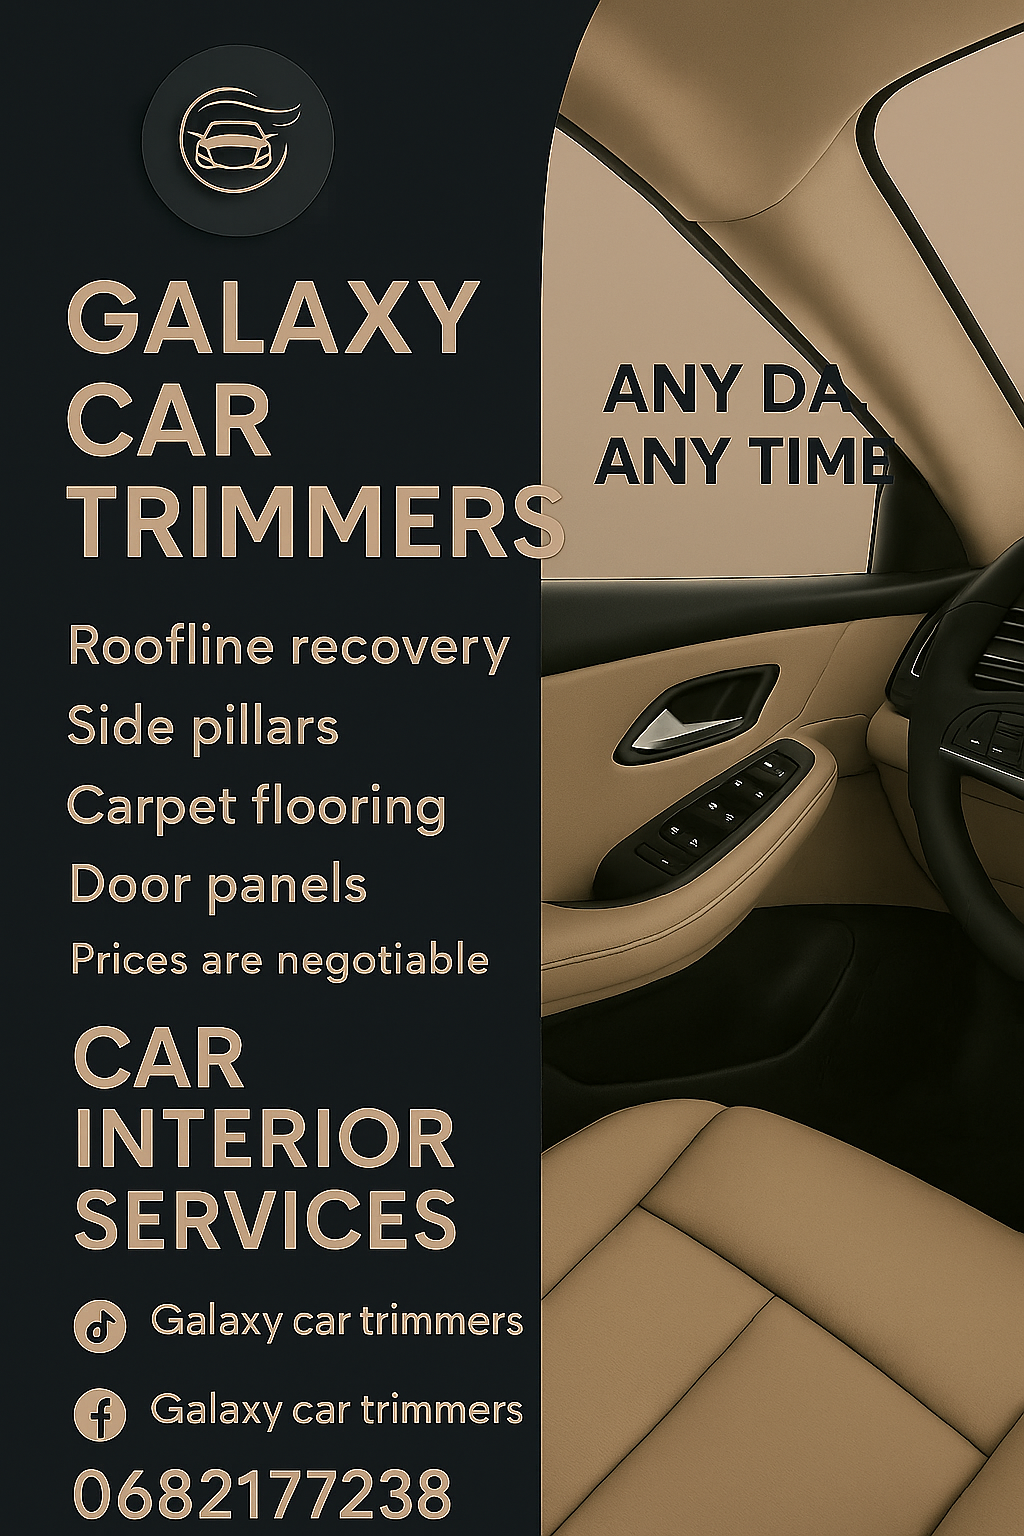 GALAXY
CAR
TRIMMERS
ANY DA
ANY TIME
Roofline recovery
Side pillars
Carpet flooring
Door panels
Prices are negotiable
CAR
INTERIOR
SERVICES
Galaxy car trimmers
Galaxy car trimmers
0682177238